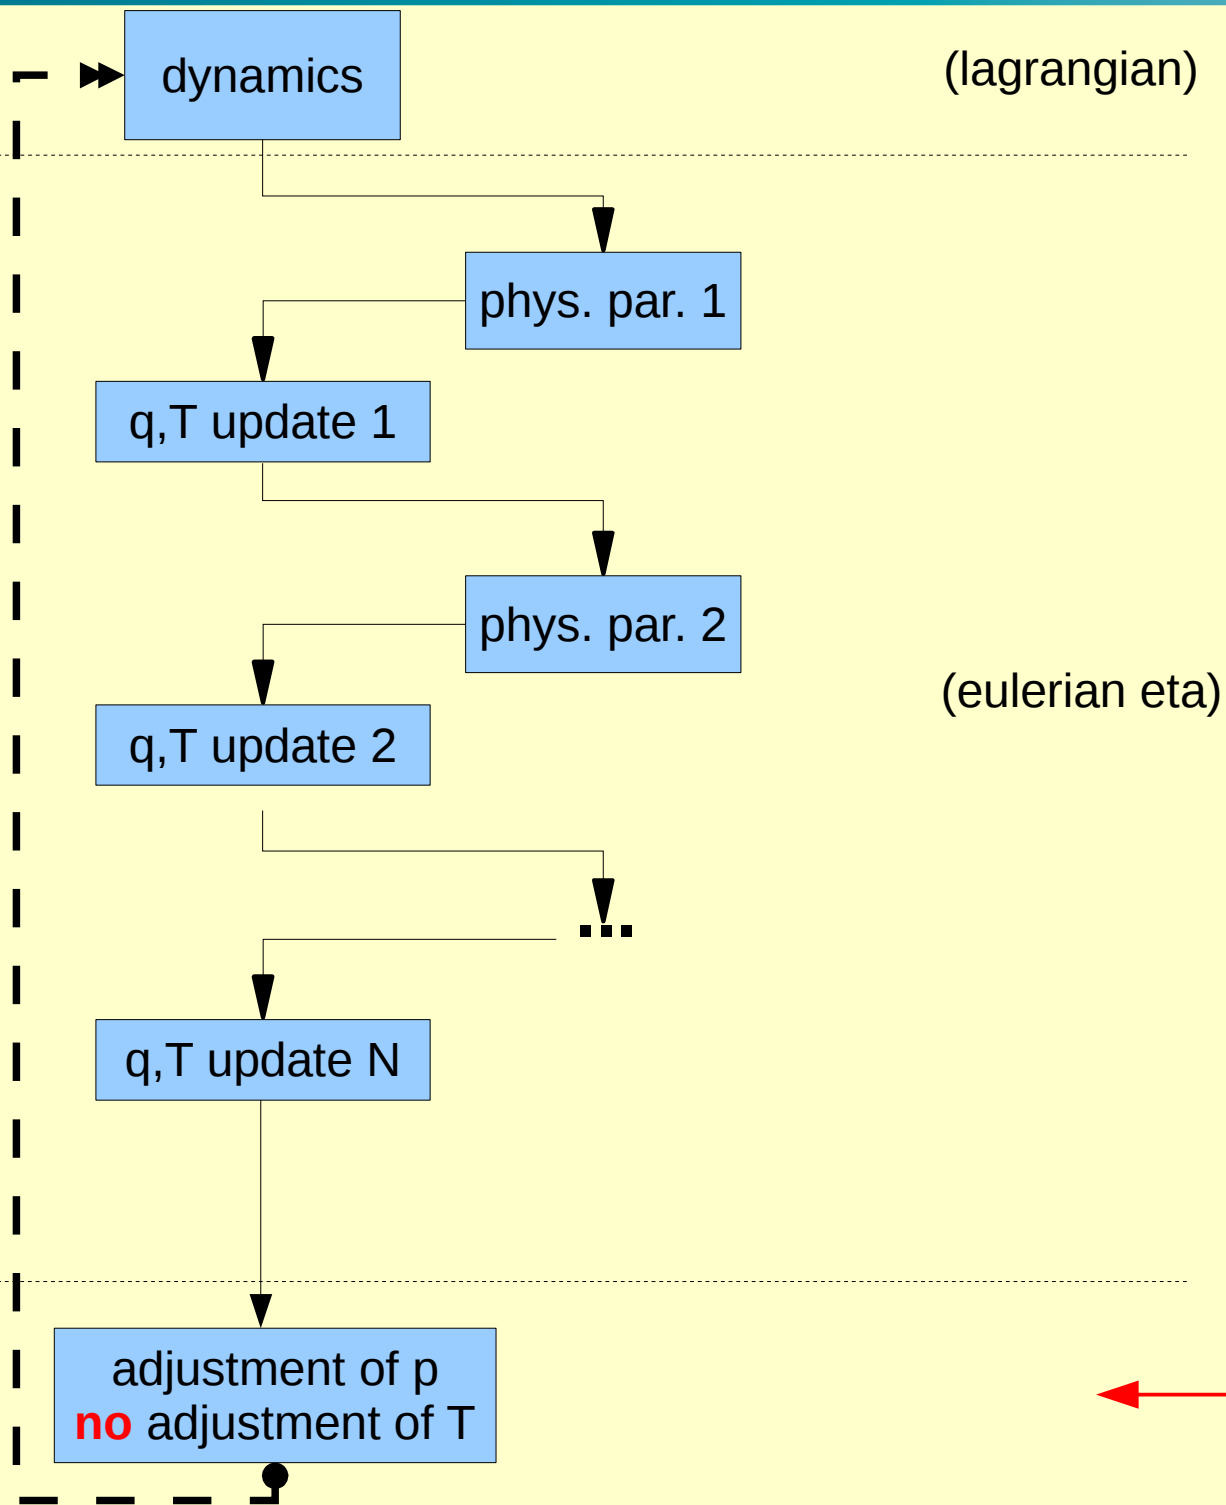 dynamics
(lagrangian)
phys. par. 1
q,T update 1
phys. par. 2
(eulerian eta)
q,T update 2
...
q,T update N
adjustment of p
no adjustment of T